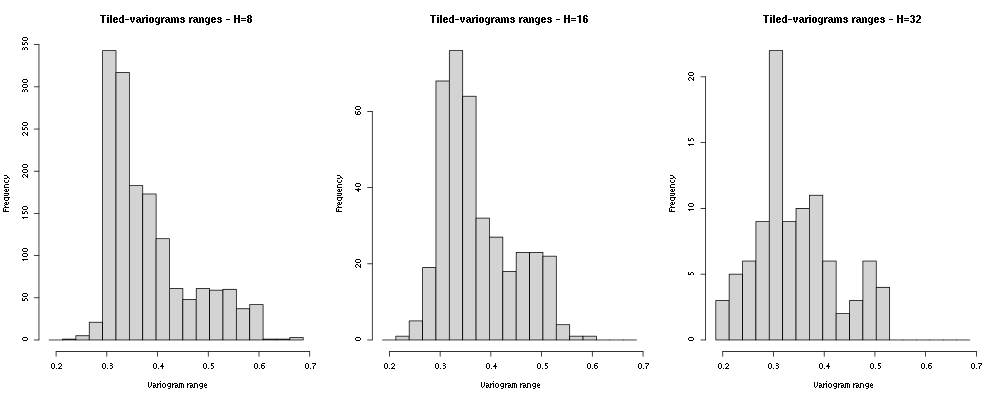 Tiled-variograms ranges - H=8
Frequency
350
300
250
200
150
100
50
0
0.2 0.3 0.4 0.5 0.6 0.7
Variogram range
Tiled-variograms ranges - H=16
Frequency
60
40
20
0
0.2 0.3 0.4 0.5 0.6 0.7
Variogram range
Tiled-variograms ranges - H=32
Frequency
20
15
10
5
0
0.2 0.3 0.4 0.5 0.6 0.7
Variogram range